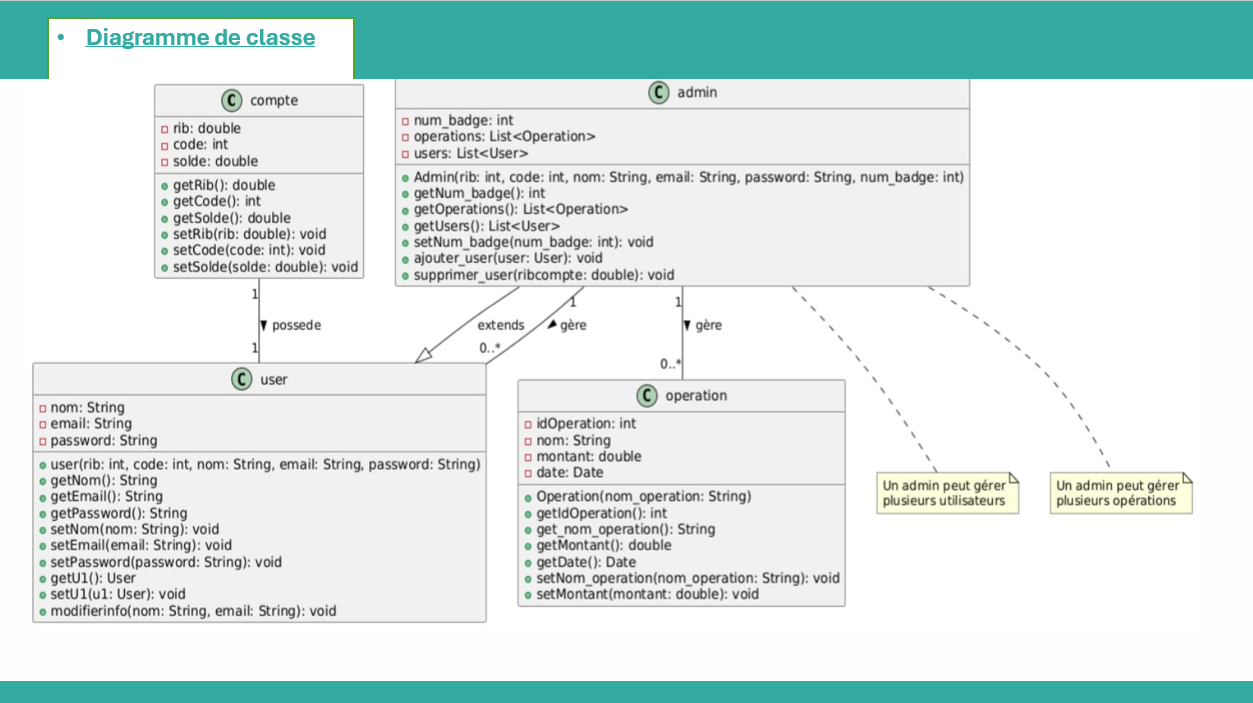 • Diagramme de classe
C compte
rib: double
code: int
solde: double
getRib(): double
getCode(): int
getSolde(): double
setRib(rib: double): void
setCode(code: int): void
setSolde(solde: double): void
C admin
num_badge: int
operations: List<Operation>
users: List<User>
Admin(rib: int, code: int, nom: String, email: String, password: String, num_badge: int)
getNum_badge(): int
getOperations(): List<Operation>
getUsers(): List<User>
setNum_badge(num_badge: int): void
ajouter_user(user: User): void
supprimer_user(ribcompte: double): void
1
possede
1
extends
1
gère
0..*
1
gère
0..*
C user
nom: String
email: String
password: String
user(rib: int, code: int, nom: String, email: String, password: String)
getNom(): String
getEmail(): String
getPassword(): String
setNom(nom: String): void
setEmail(email: String): void
setPassword(password: String): void
getU1(): User
setU1(u1: User): void
modifierinfo(nom: String, email: String): void
C operation
idOperation: int
nom: String
montant: double
date: Date
Operation(nom_operation: String)
getIdOperation(): int
get_nom_operation(): String
getMontant(): double
getDate(): Date
setNom_operation(nom_operation: String): void
setMontant(montant: double): void
Un admin peut gérer
plusieurs utilisateurs
Un admin peut gérer
plusieurs opérations